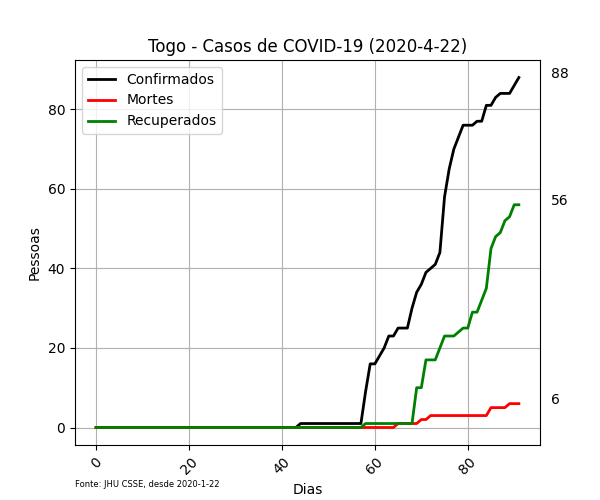 Togo - Casos de COVID-19 (2020-4-22)
Confirmados
Mortes
Recuperados
88
56
6
80
60
40
20
0
Pessoas
0 20 40 60 80
Dias
Fonte: JHU CSSE, desde 2020-1-22